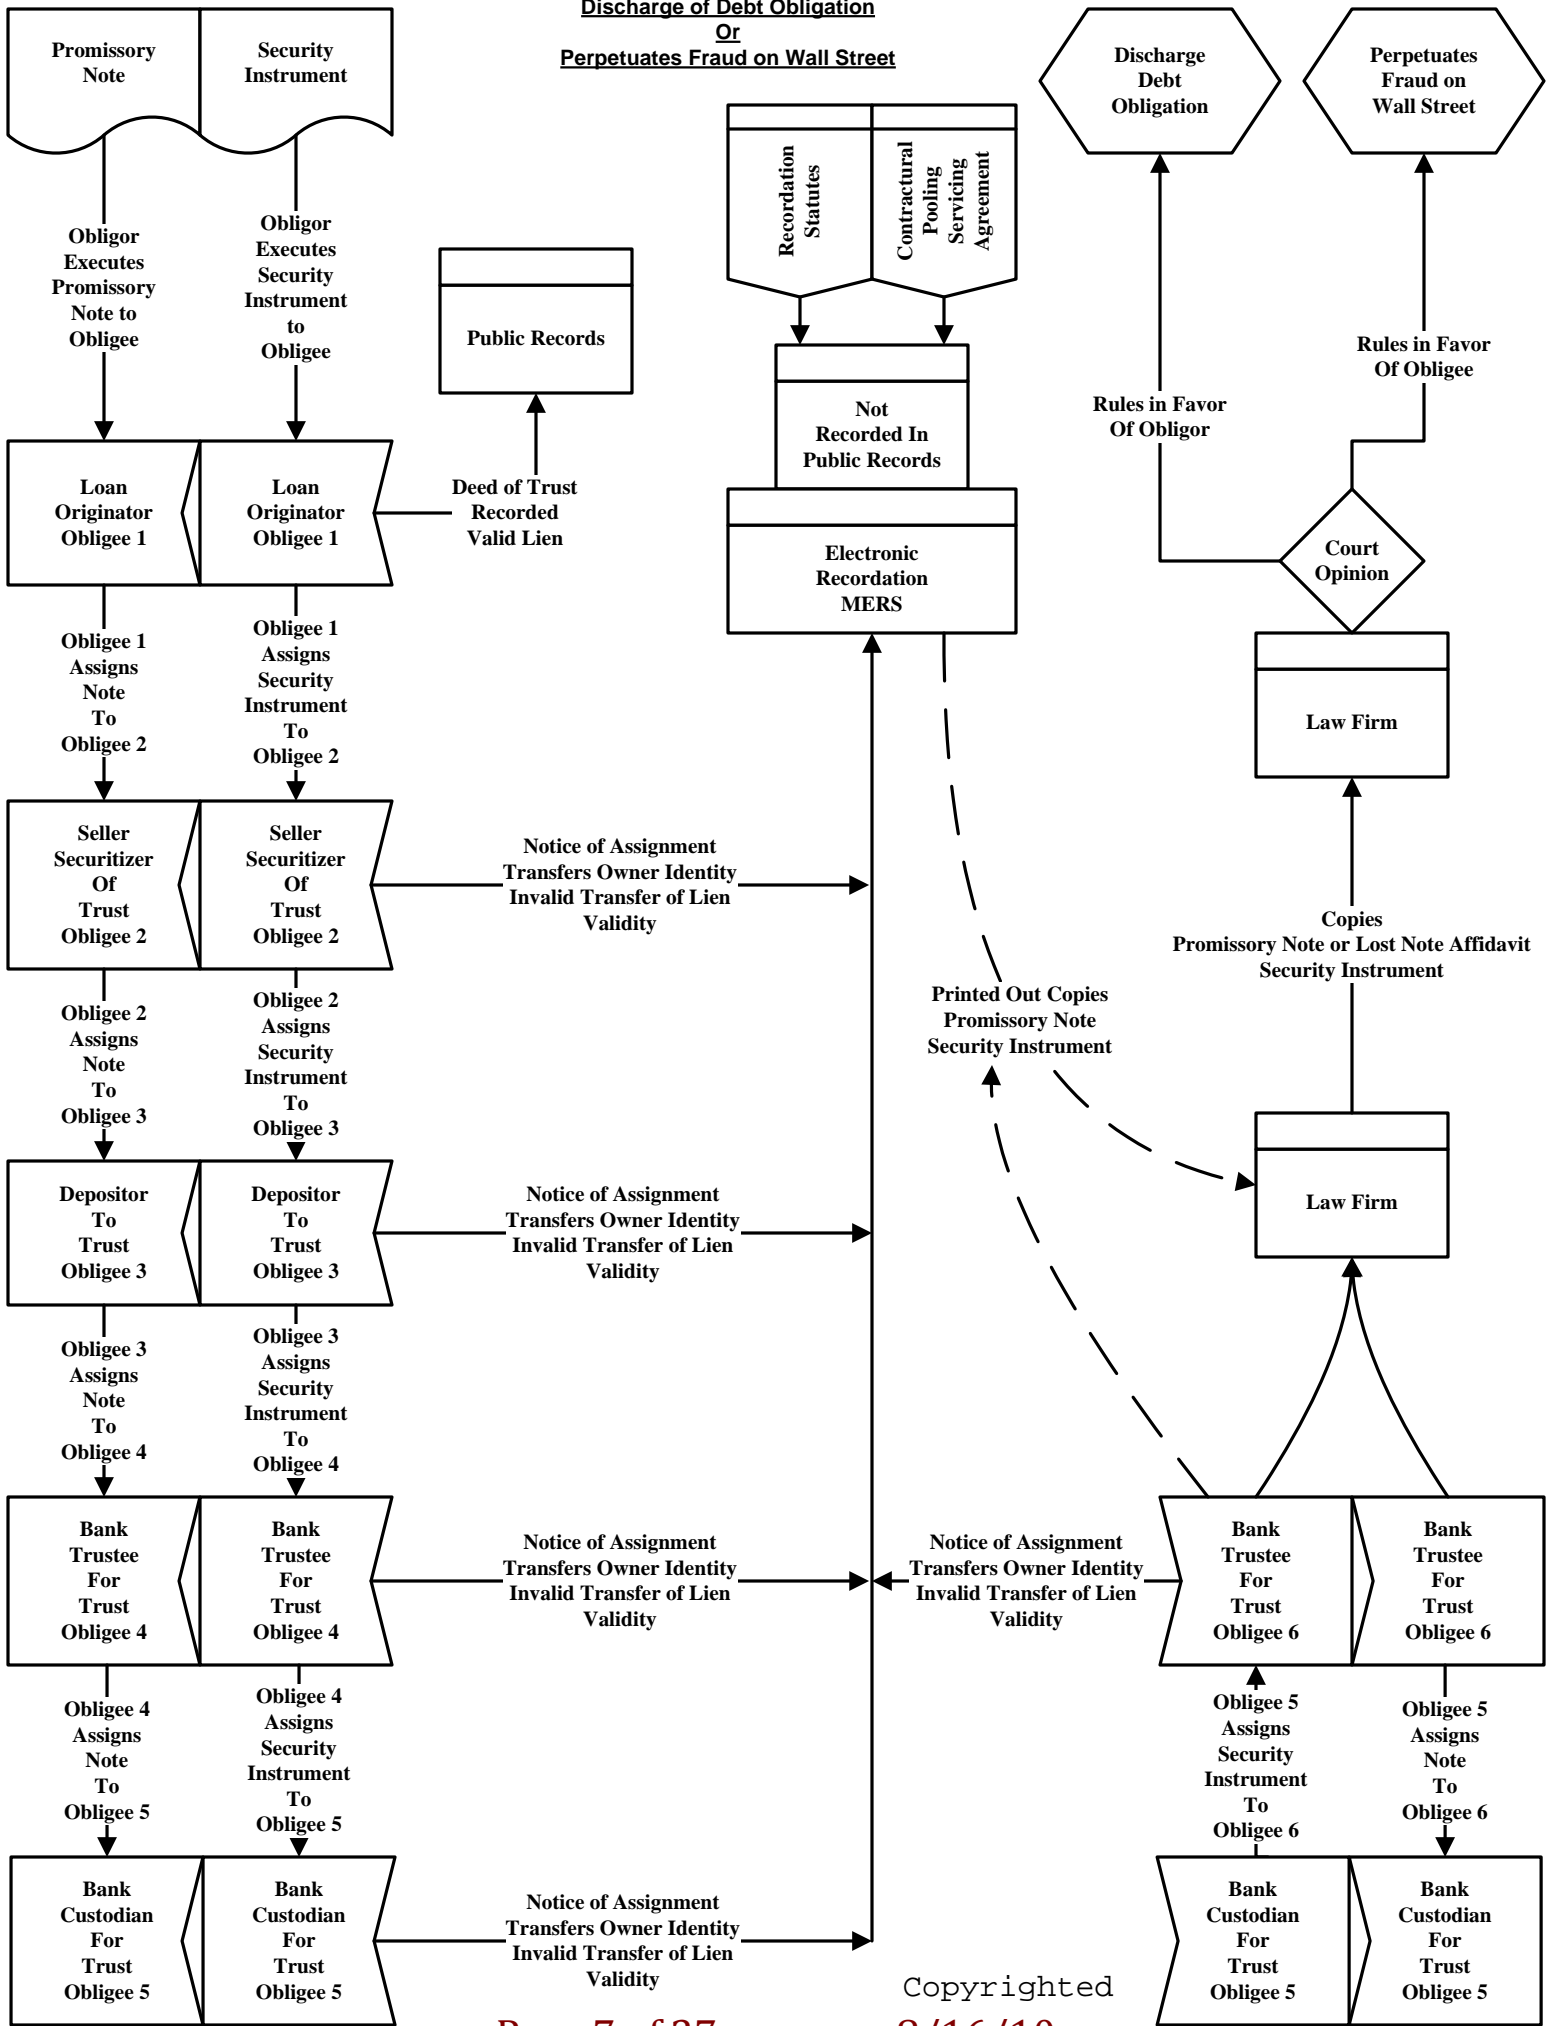 Discharge of Debt Obligation
Or
Perpetuates Fraud on Wall Street
Promissory
Note
Security
Instrument
Discharge
Debt
Obligation
Perpetuates
Fraud on
Wall Street
Recordation
Statutes
Contractural
Pooling
Servicing
Agreement
Obligor
Executes
Promissory
Note to
Obligee
Obligor
Executes
Security
Instrument
to
Obligee
Public Records
Not
Recorded In
Public Records
Rules in Favor
Of Obligor
Rules in Favor
Of Obligee
Loan
Originator
Obligee 1
Loan
Originator
Obligee 1
Deed of Trust
Recorded
Valid Lien
Electronic
Recordation
MERS
Court
Opinion
Obligee 1
Assigns
Note
To
Obligee 2
Obligee 1
Assigns
Security
Instrument
To
Obligee 2
Law Firm
Seller
Securitizer
Of
Trust
Obligee 2
Seller
Securitizer
Of
Trust
Obligee 2
Notice of Assignment
Transfers Owner Identity
Invalid Transfer of Lien
Validity
Copies
Promissory Note or Lost Note Affidavit
Security Instrument
Obligee 2
Assigns
Note
To
Obligee 3
Obligee 2
Assigns
Security
Instrument
To
Obligee 3
Printed Out Copies
Promissory Note
Security Instrument
Depositor
To
Trust
Obligee 3
Depositor
To
Trust
Obligee 3
Notice of Assignment
Transfers Owner Identity
Invalid Transfer of Lien
Validity
Law Firm
Obligee 3
Assigns
Note
To
Obligee 4
Obligee 3
Assigns
Security
Instrument
To
Obligee 4
Bank
Trustee
For
Trust
Obligee 4
Bank
Trustee
For
Trust
Obligee 4
Notice of Assignment
Transfers Owner Identity
Invalid Transfer of Lien
Validity
Notice of Assignment
Transfers Owner Identity
Invalid Transfer of Lien
Validity
Bank
Trustee
For
Trust
Obligee 6
Bank
Trustee
For
Trust
Obligee 6
Obligee 4
Assigns
Note
To
Obligee 5
Obligee 4
Assigns
Security
Instrument
To
Obligee 5
Obligee 5
Assigns
Security
Instrument
To
Obligee 6
Obligee 5
Assigns
Note
To
Obligee 6
Bank
Custodian
For
Trust
Obligee 5
Bank
Custodian
For
Trust
Obligee 5
Notice of Assignment
Transfers Owner Identity
Invalid Transfer of Lien
Validity
Bank
Custodian
For
Trust
Obligee 5
Bank
Custodian
For
Trust
Obligee 5
Copyrighted
Page 7 of 27
8/16/10